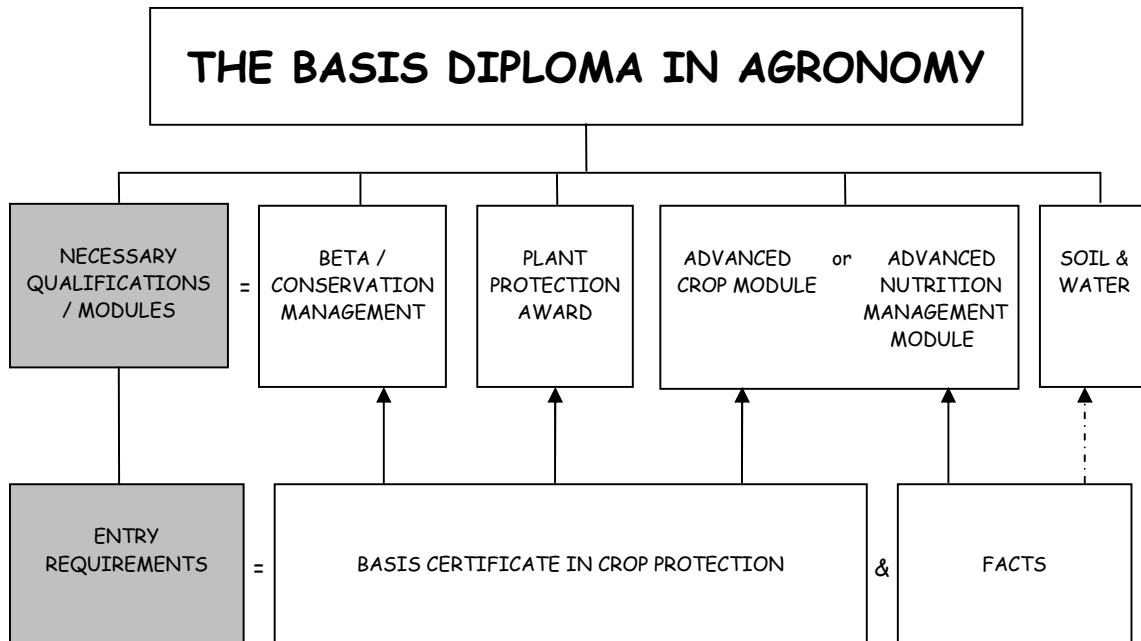 THE BASIS DIPLOMA IN AGRONOMY
NECESSARY
QUALIFICATIONS
/ MODULES
=
BETA /
CONSERVATION
MANAGEMENT
PLANT
PROTECTION
AWARD
ADVANCED
CROP MODULE
or
ADVANCED
NUTRITION
MANAGEMENT
MODULE
SOIL &
WATER
ENTRY
REQUIREMENTS
=
BASIS CERTIFICATE IN CROP PROTECTION
&
FACTS